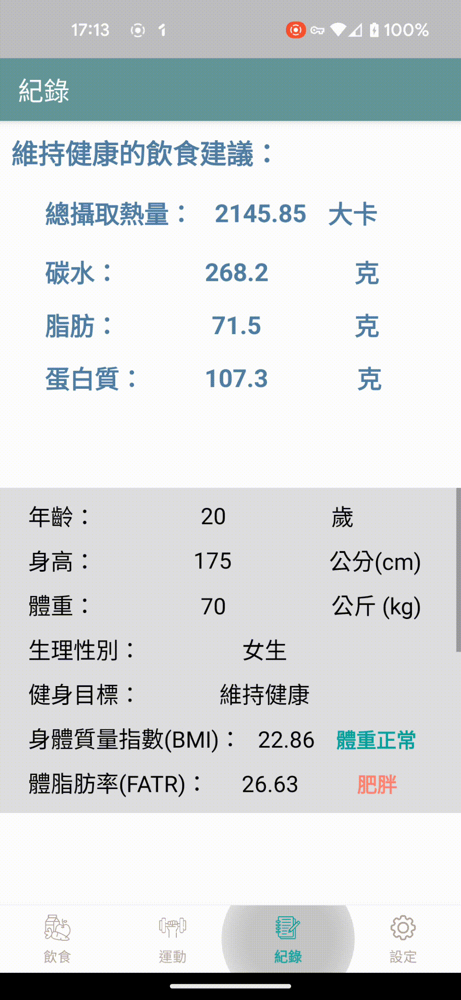 17:13 100%
紀錄
維持健康的飲食建議：
總攝取熱量： 2145.85 大卡
碳水： 268.2 克
脂肪： 71.5 克
蛋白質： 107.3 克
年齡： 20 歲
身高： 175 公分(cm)
體重： 70 公斤 (kg)
生理性別： 女生
健身目標： 維持健康
身體質量指數(BMI)： 22.86 體重正常
體脂肪率(FATR)： 26.63 肥胖
飲食 運動 紀錄 設定